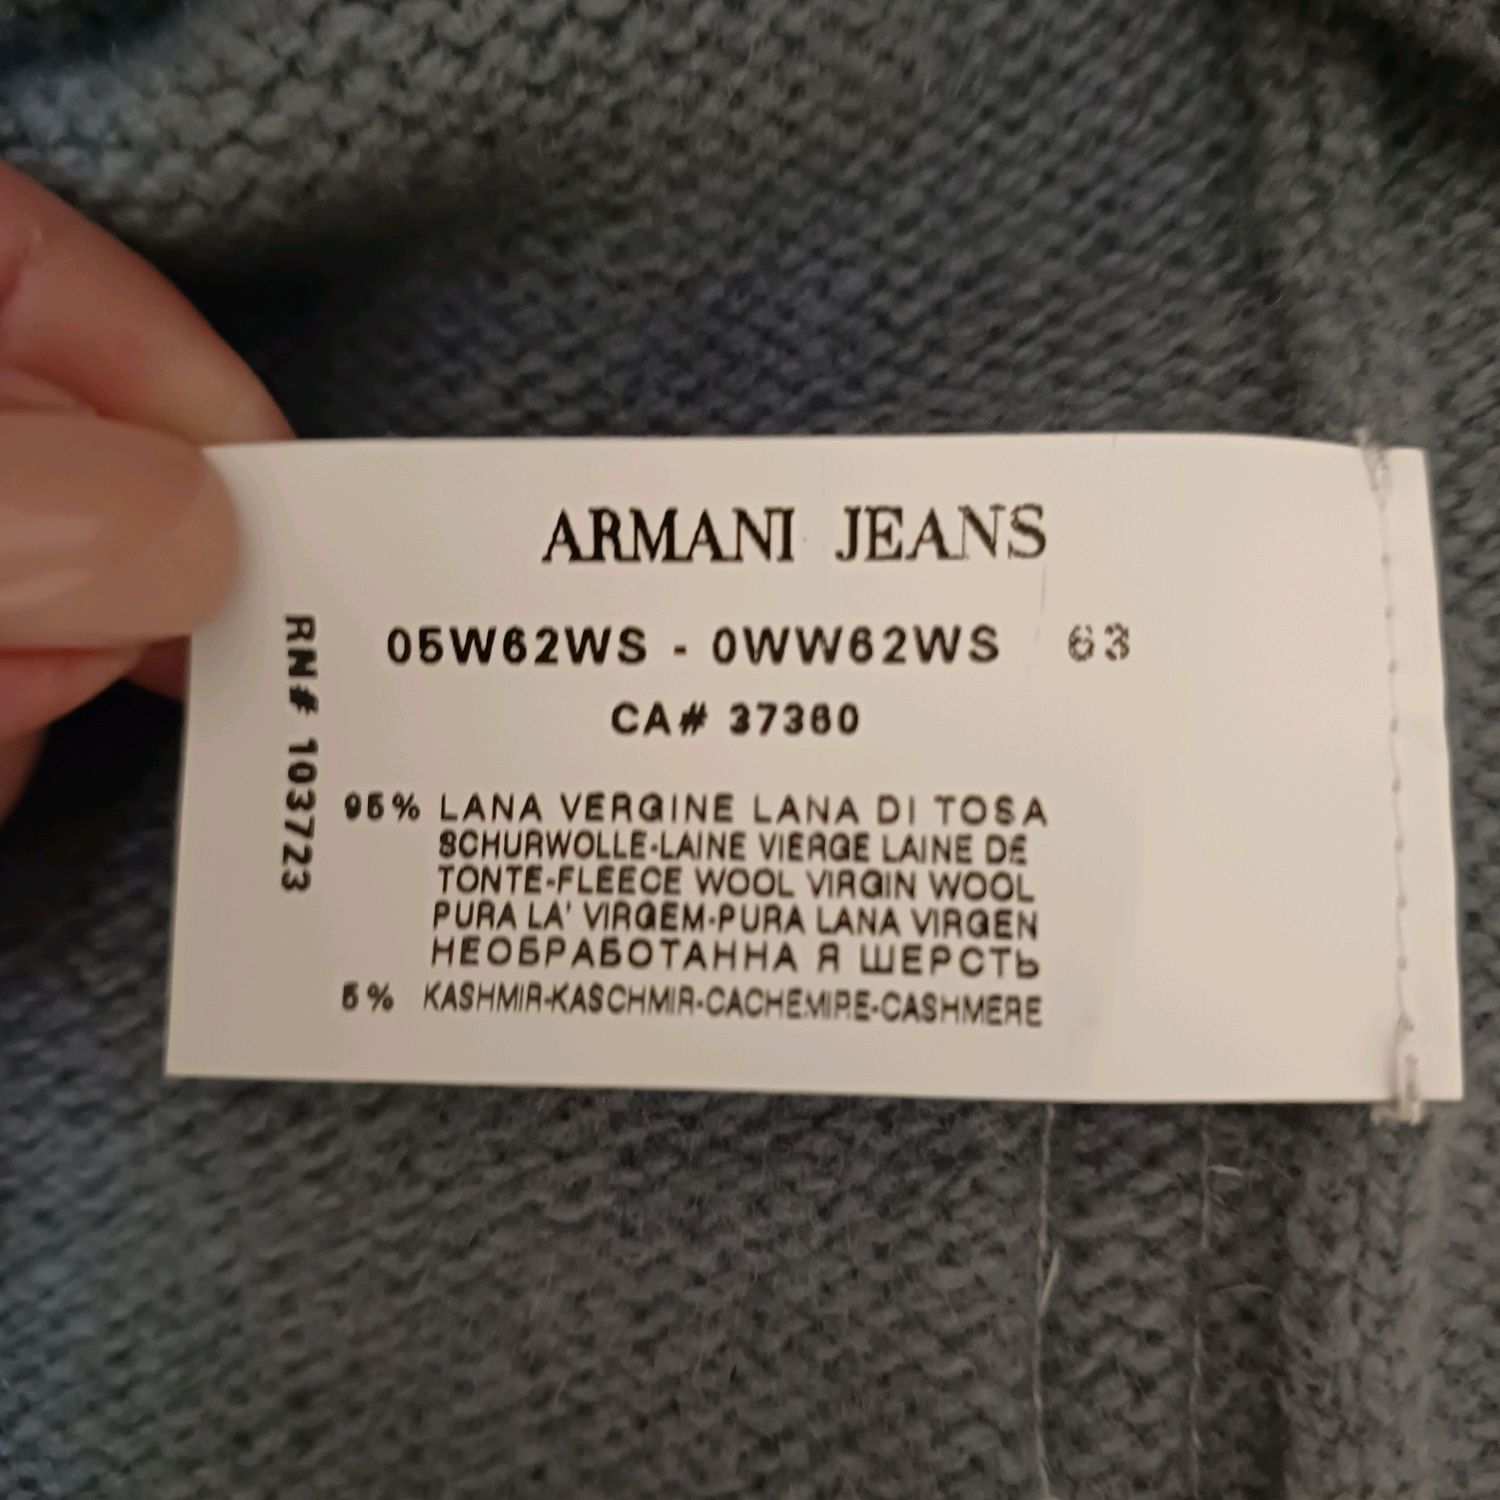 ARMANI JEANS
05W62WS - 0WW62WS 63
CA# 37360
RN# 103723
95% LANA VERGINE LANA DI TOSA
SCHURWOLLE-LAINE VIERGE LAINE DE
TONTE-FLEECE WOOL VIRGIN WOOL
PURA LA' VIRGEM-PURA LANA VIRGEN
НЕОБРАБОТАННА Я ШЕРСТЬ
5% KASHMIR-KASCHMIR-CACHEMIRE-CASHMERE